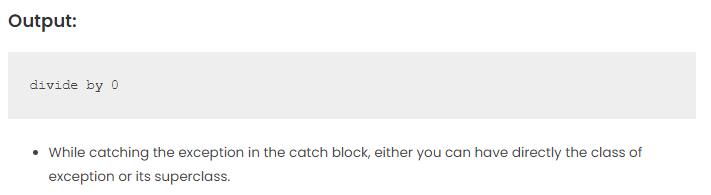 Output:
divide by 0
• While catching the exception in the catch block, either you can have directly the class of
exception or its superclass.